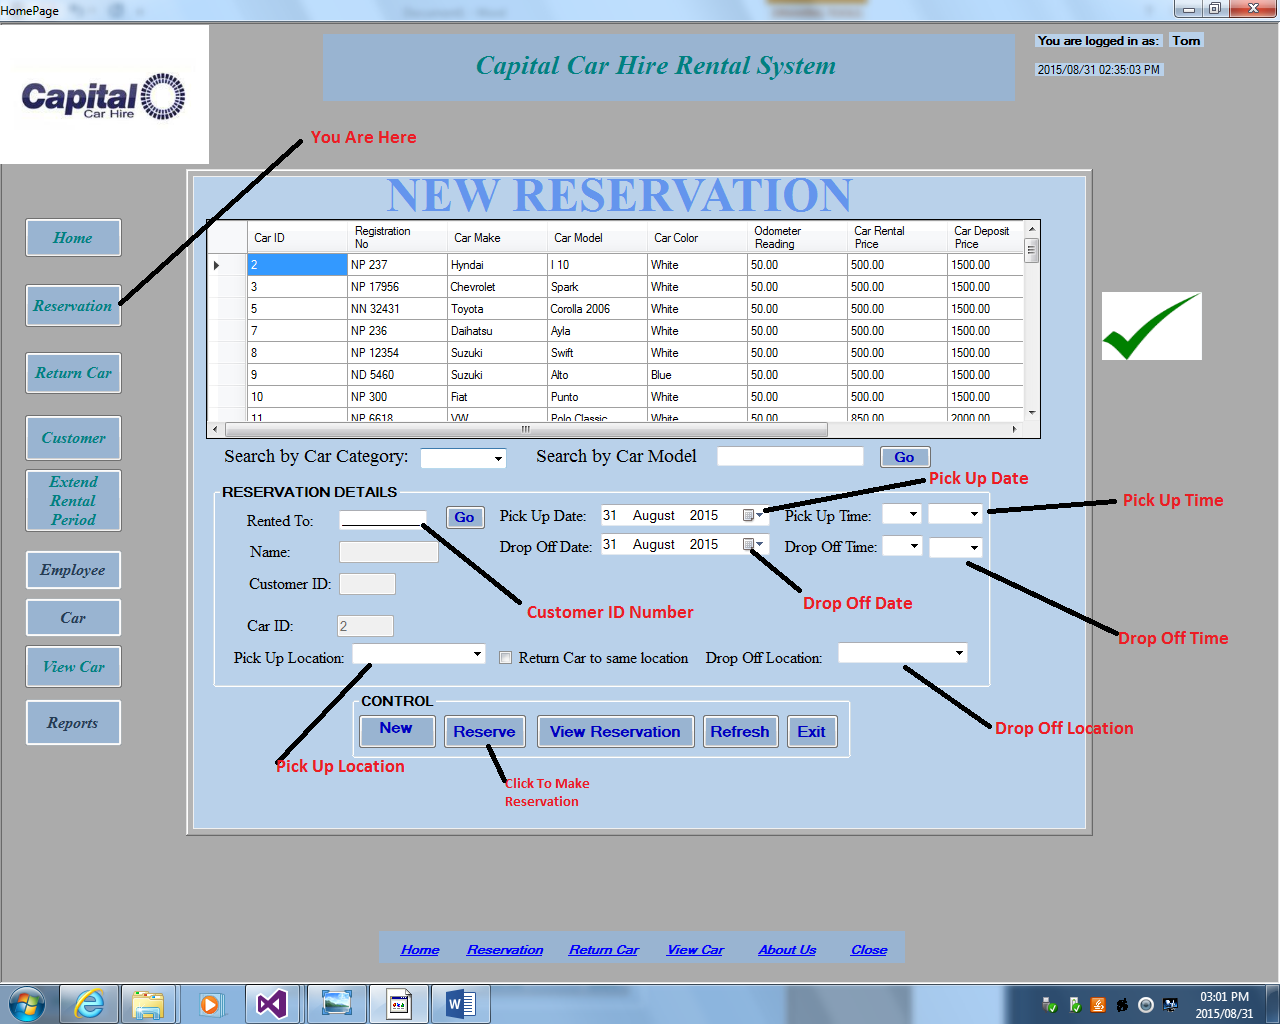 HomePage
Capital
Car Hire
Capital Car Hire Rental System
You are logged in as: Tom
2015/08/31 02:35:03 PM
You Are Here
NEW RESERVATION
Home
Reservation
Return Car
Customer
Extend
Rental
Period
Employee
Car
View Car
Reports
Car ID Registration No Car Make Car Model Car Color Odometer Reading Car Rental Price Car Deposit Price
2 NP 237 Hyndai I 10 White 50.00 500.00 1500.00
3 NP 17956 Chevrolet Spark White 50.00 500.00 1500.00
5 NN 32431 Toyota Corolla 2006 White 50.00 500.00 1500.00
7 NP 236 Daihatsu Ayla White 50.00 500.00 1500.00
8 NP 12354 Suzuki Swift White 50.00 500.00 1500.00
9 ND 5460 Suzuki Alto Blue 50.00 500.00 1500.00
10 NP 300 Fiat Punto White 50.00 500.00 1500.00
11 NP 6618 VW Polo Classic White 50.00 850.00 2000.00
Search by Car Category: Search by Car Model Go
Pick Up Date
RESERVATION DETAILS
Pick Up Time
Rented To: Go Pick Up Date: 31 August 2015 Pick Up Time:
Name: Drop Off Date: 31 August 2015 Drop Off Time:
Customer ID:
Customer ID Number
Drop Off Date
Car ID: 2
Drop Off Time
Pick Up Location: Return Car to same location Drop Off Location:
CONTROL
New Reserve View Reservation Refresh Exit
Drop Off Location
Pick Up Location
Click To Make
Reservation
Home Reservation Return Car View Car About Us Close
03:01 PM
2015/08/31